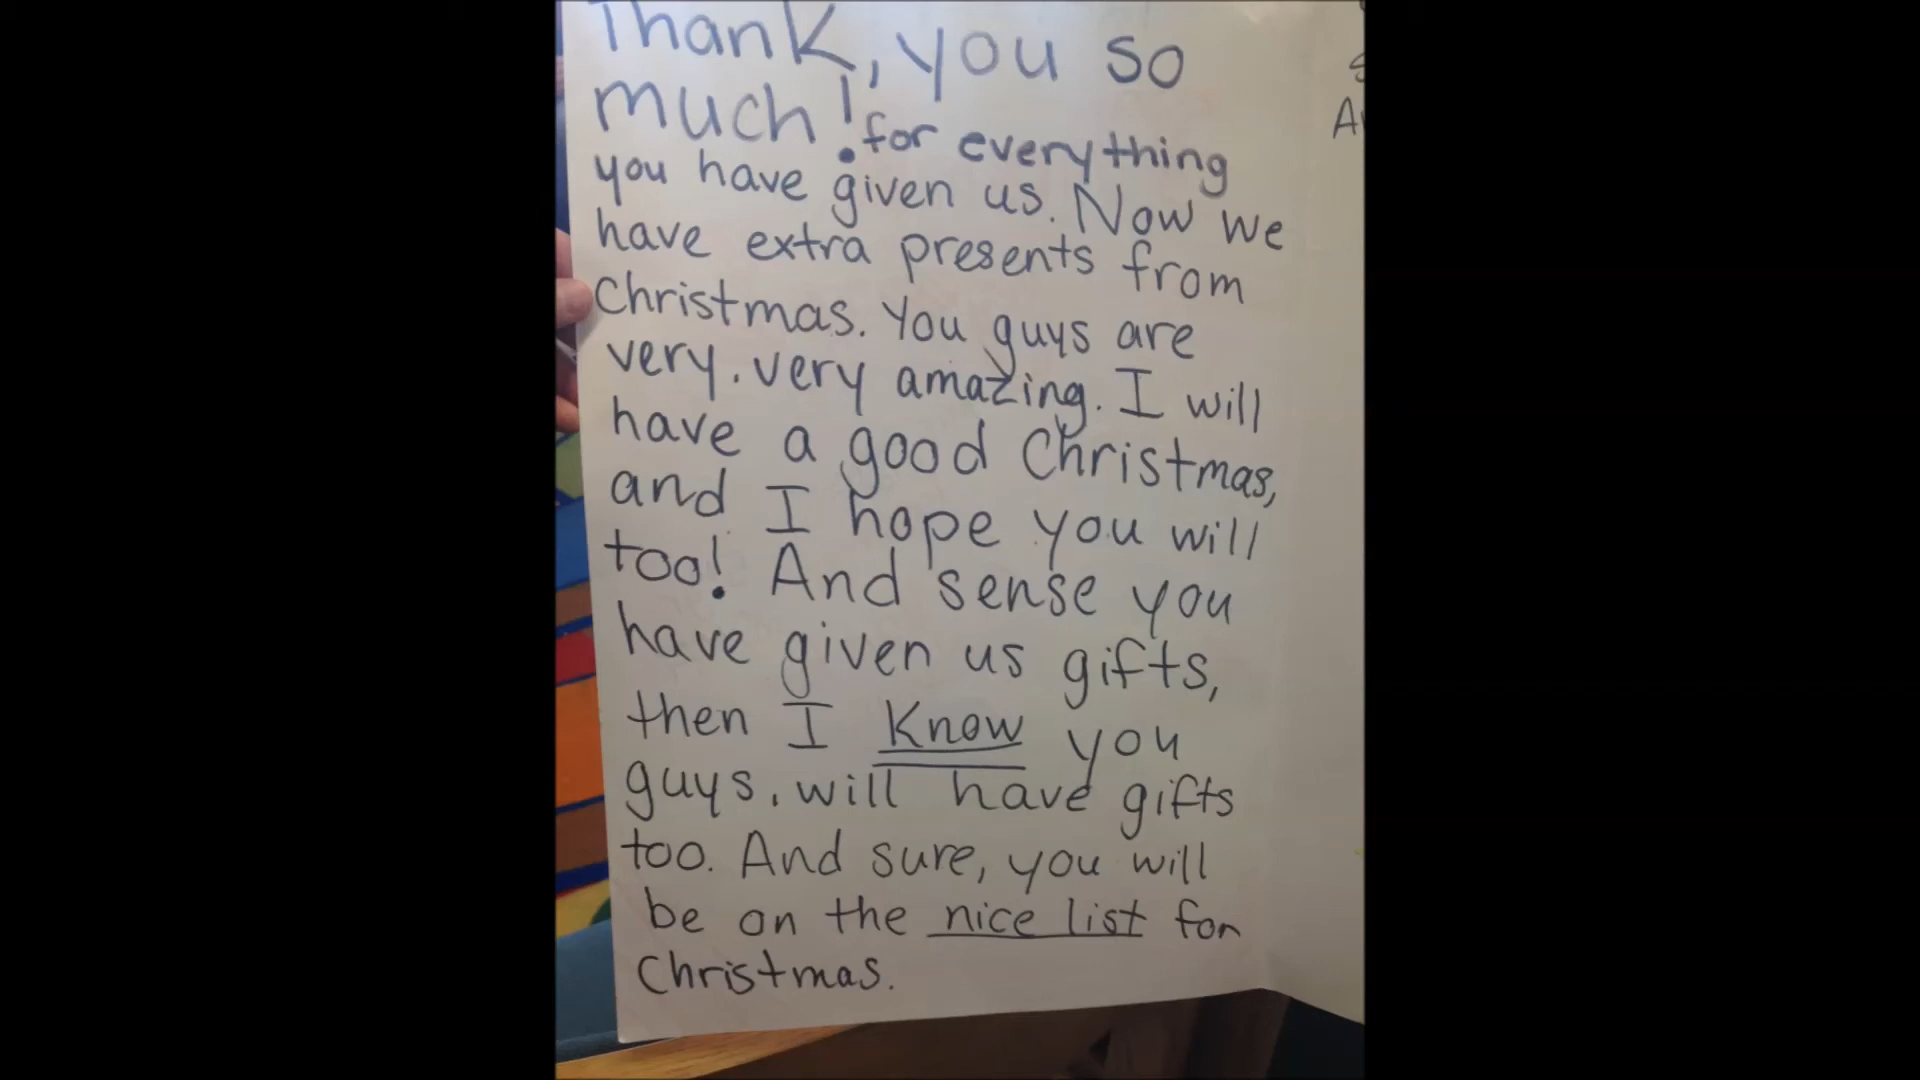 Thank, you so
much! for everything
you have given us. Now we
have extra presents from
Christmas. You guys are
very. very amazing. I will
have a good Christmas,
and I hope you will
too! And sense you
have given us gifts,
then I know you
guys. will have gifts
too. And sure, you will
be on the nice list for
Christmas.